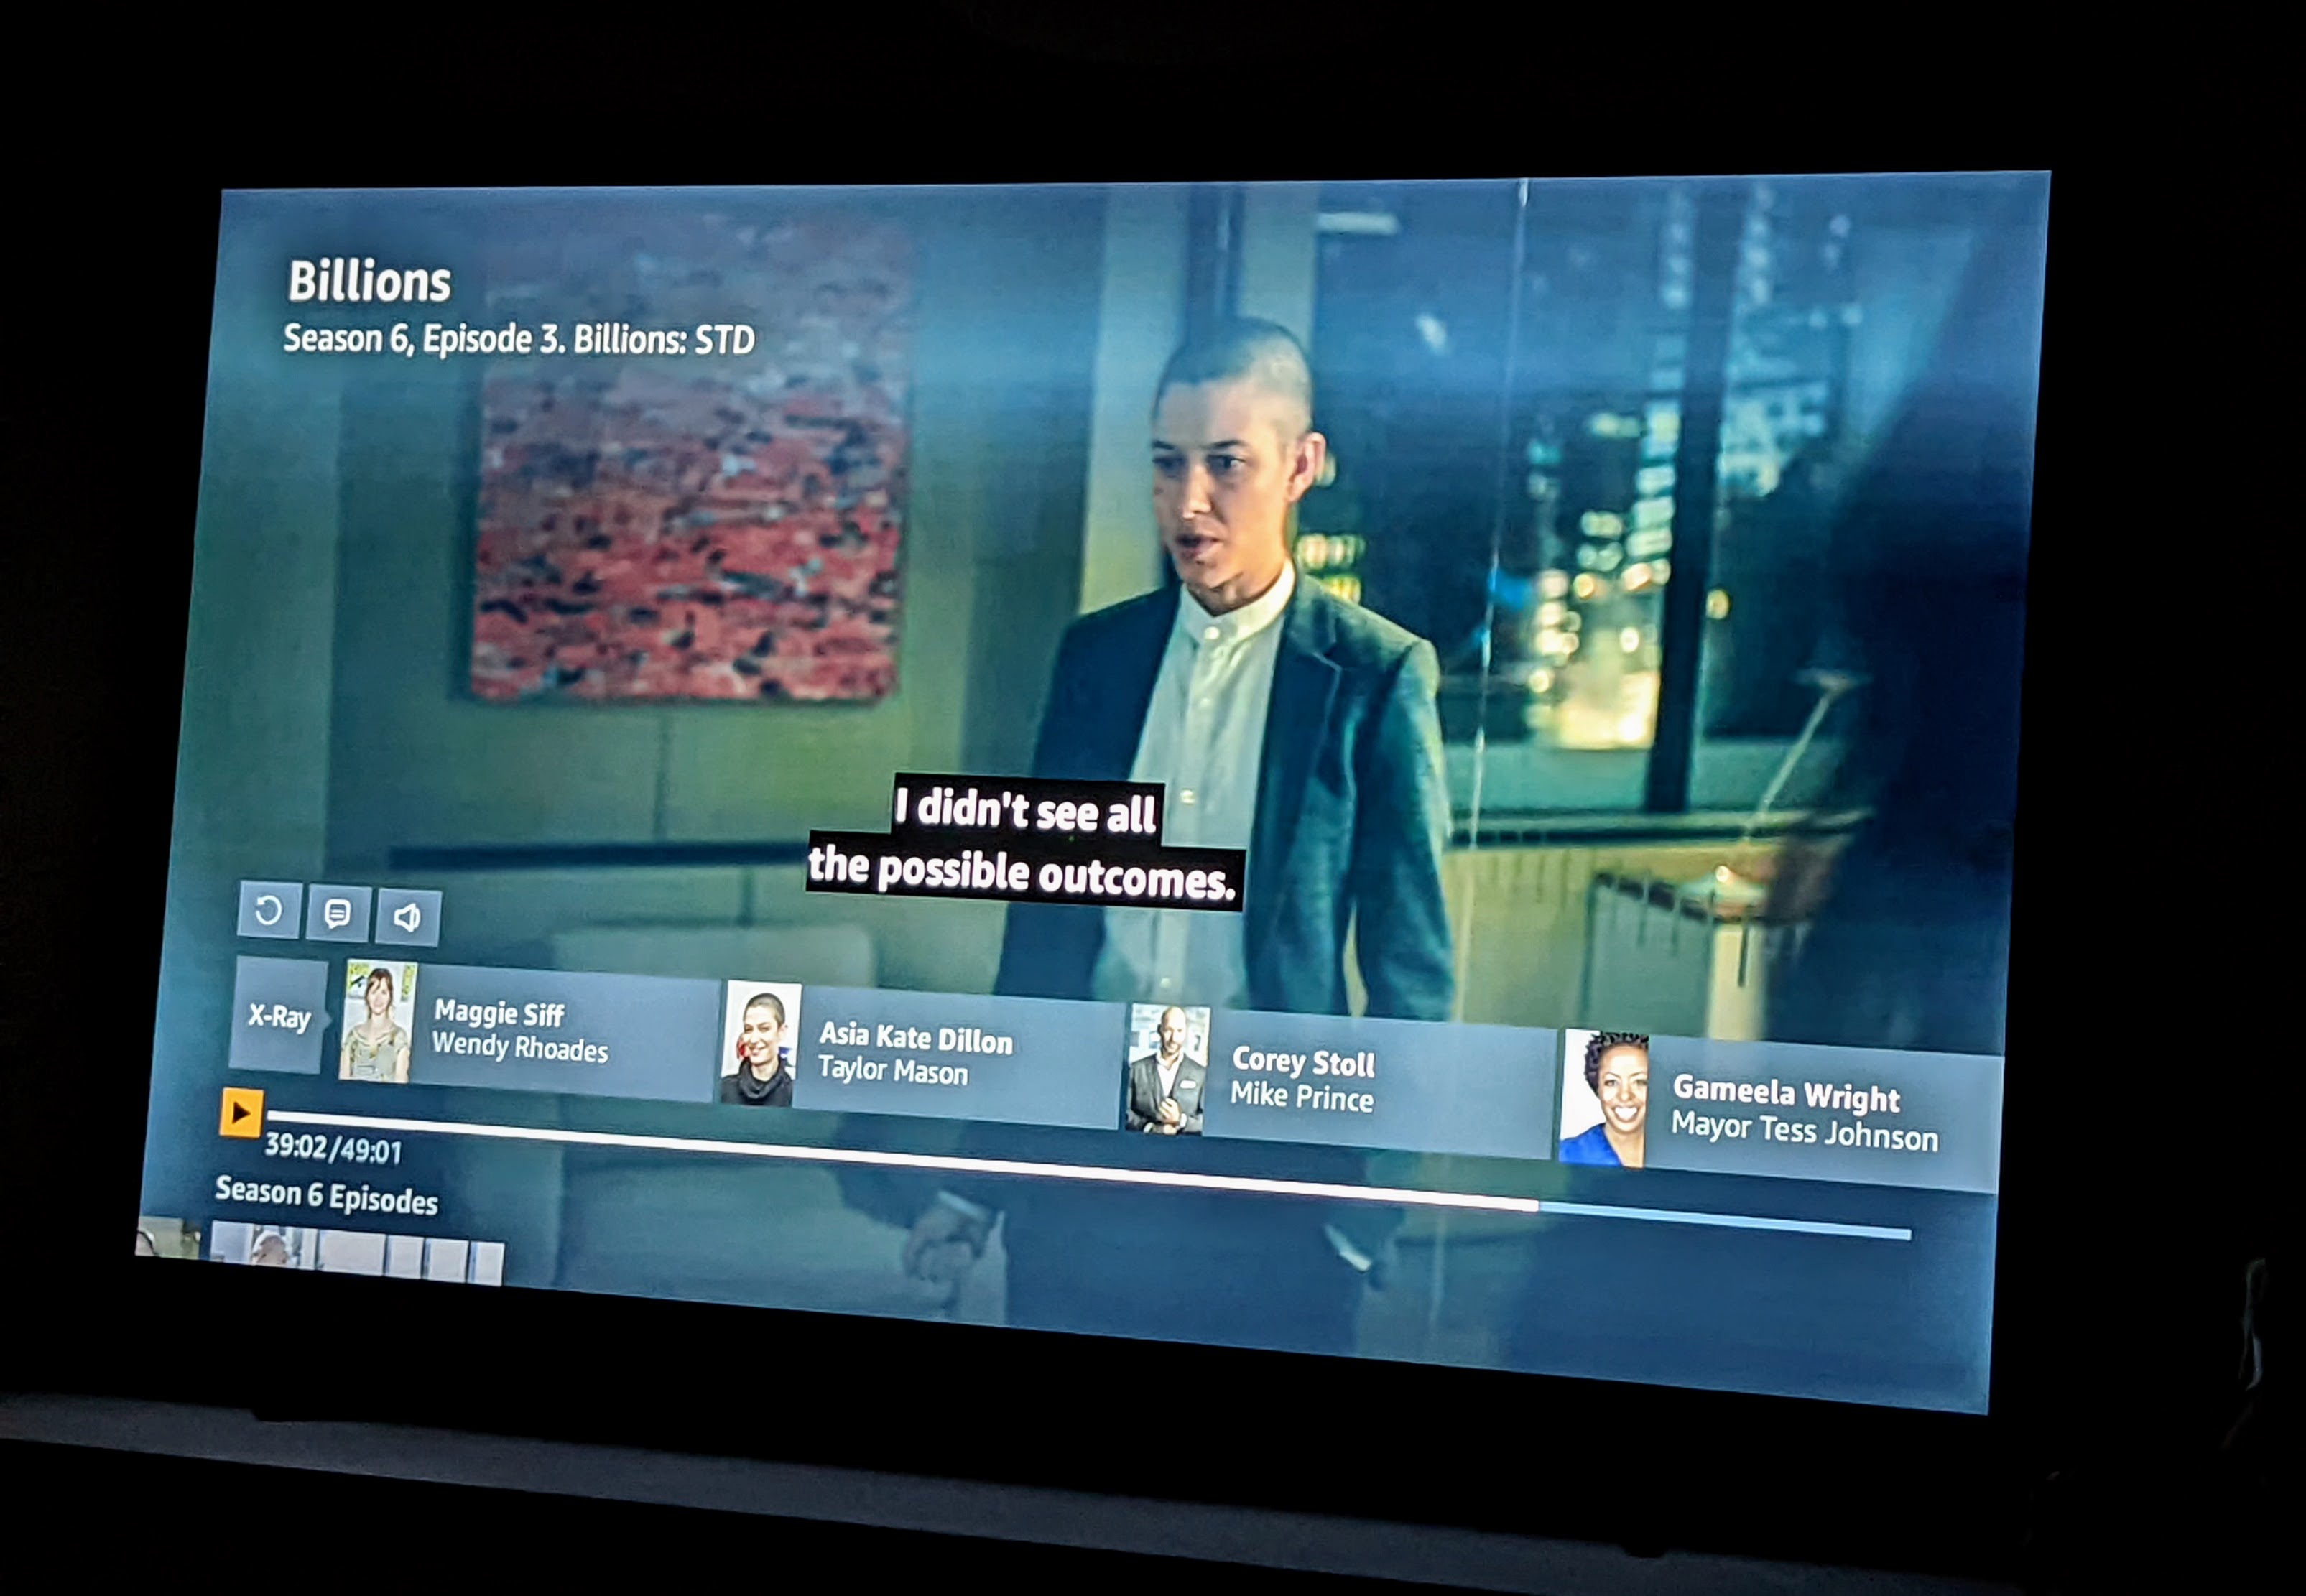 Billions
Season 6, Episode 3. Billions: STD
I didn't see all
the possible outcomes.
X-Ray
Maggie Siff
Wendy Rhoades
Asia Kate Dillon
Taylor Mason
Corey Stoll
Mike Prince
Gameela Wright
Mayor Tess Johnson
39:02/49:01
Season 6 Episodes